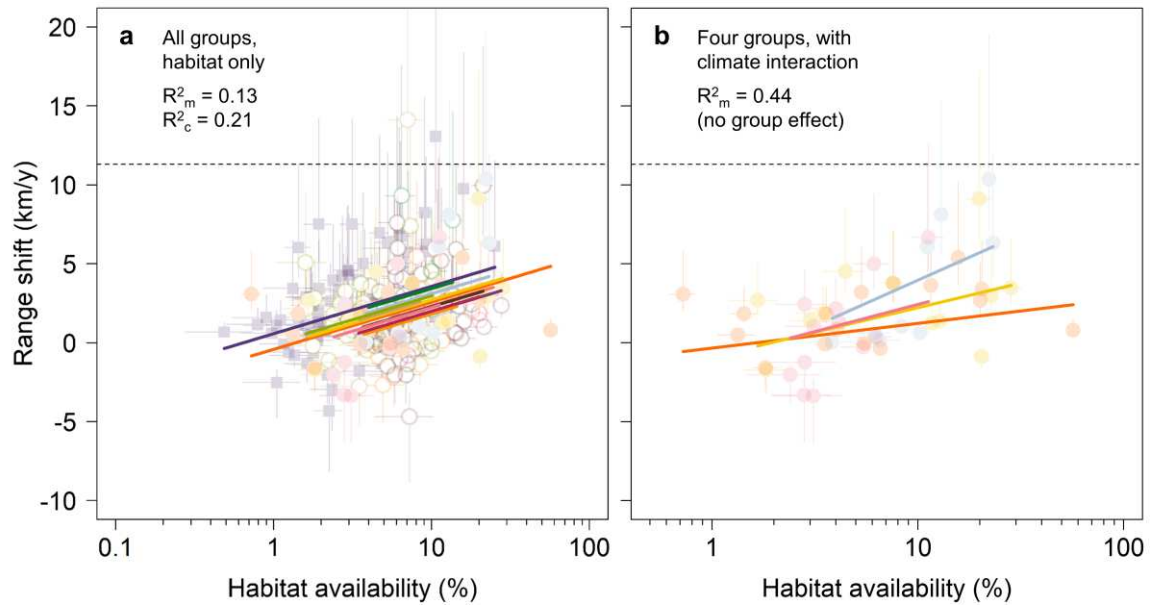 a All groups,
habitat only
R²m = 0.13
R²c = 0.21
b Four groups, with
climate interaction
R²m = 0.44
(no group effect)
Range shift (km/y)
20
15
10
5
0
-5
-10
0.1 1 10 100
1 10 100
Habitat availability (%)
Habitat availability (%)